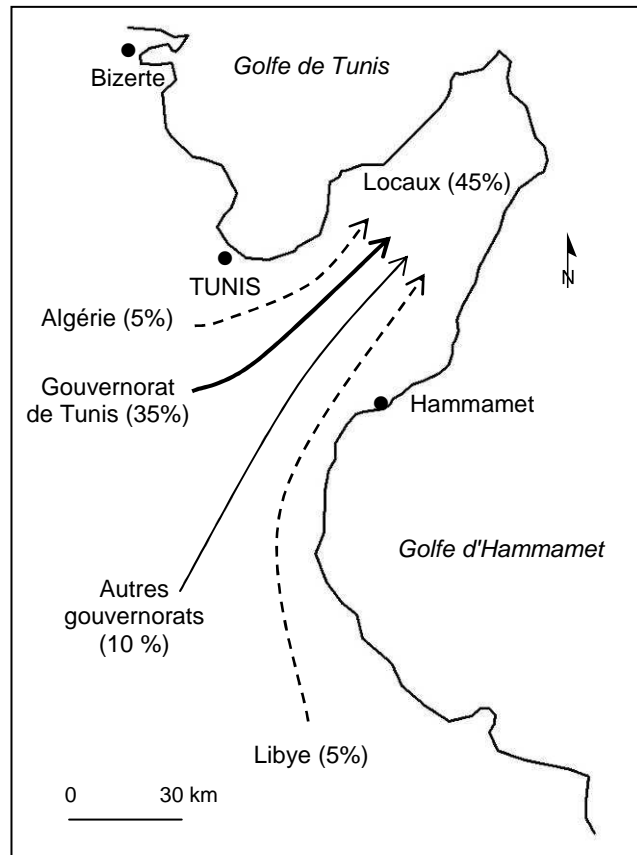 Golfe de Tunis
Bizerte
Locaux (45%)
TUNIS
N
Algérie (5%)
Gouvernorat
de Tunis (35%)
Hammamet
Golfe d'Hammamet
Autres
gouvernorats
(10 %)
Libye (5%)
0 30 km